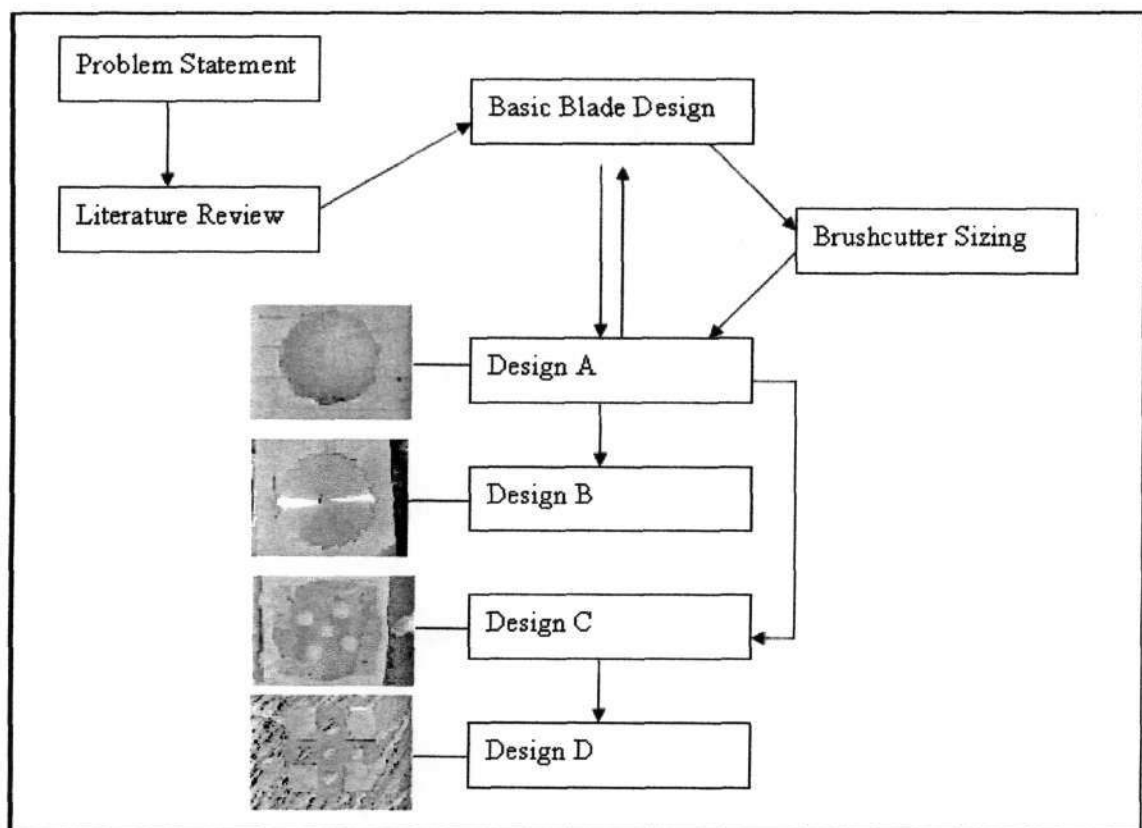 Problem Statement
Basic Blade Design
Literature Review
Brushcutter Sizing
Design A
Design B
Design C
Design D